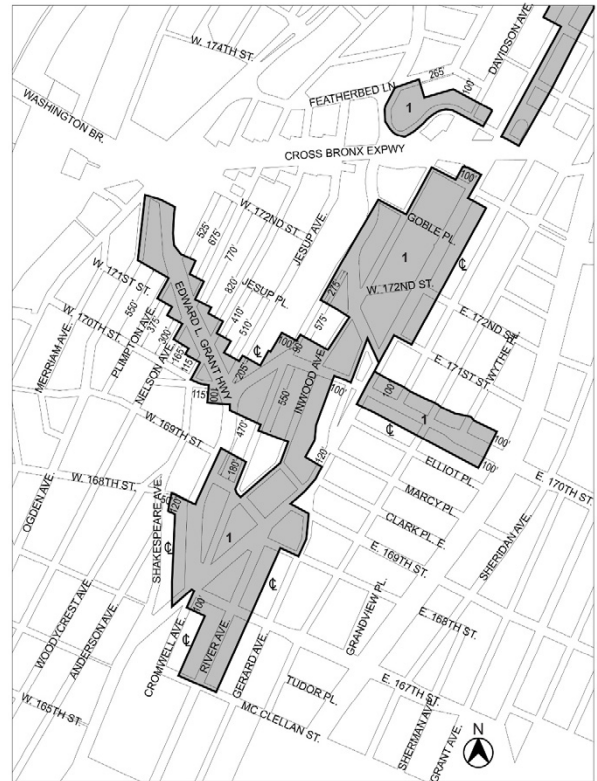 W. 174TH ST.
DAVIDSON AVE.
265'
100'
FEATHERBED LN.
1
WASHINGTON BR.
CROSS BRONX EXPWY
100'
525'
675'
W. 172ND ST.
770'
820'
JESUP AVE.
GOBLE PL.
1
℄
W. 171ST ST.
550'
375'
300'
165'
115'
EDWARD L. GRANT HWY
JESUP PL.
410'
510'
275'
W. 172ND ST.
575'
E. 172ND ST.
WYTHE PL.
E. 171ST ST.
W. 170TH ST.
MERRIAM AVE.
PLIMPTON AVE.
NELSON AVE.
℄
205'
100'
INWOOD AVE.
550'
100'
100'
1
100'
100'
115'
470'
℄
W. 169TH ST.
180'
120'
ELLIOT PL.
E. 170TH ST.
W. 168TH ST.
120'
MARCY PL.
OGDEN AVE.
SHAKESPEARE AVE.
CLARK PL. E.
SHERIDAN AVE.
℄
1
E. 169TH ST.
℄
GRANDVIEW PL.
E. 168TH ST.
WOODYCREST AVE.
ANDERSON AVE.
100'
CROMWELL AVE.
℄
RIVER AVE.
GERARD AVE.
E. 167TH ST.
TUDOR PL.
W. 165TH ST.
MC CLELLAN ST.
SHERMAN AVE.
GRANT AVE.
N